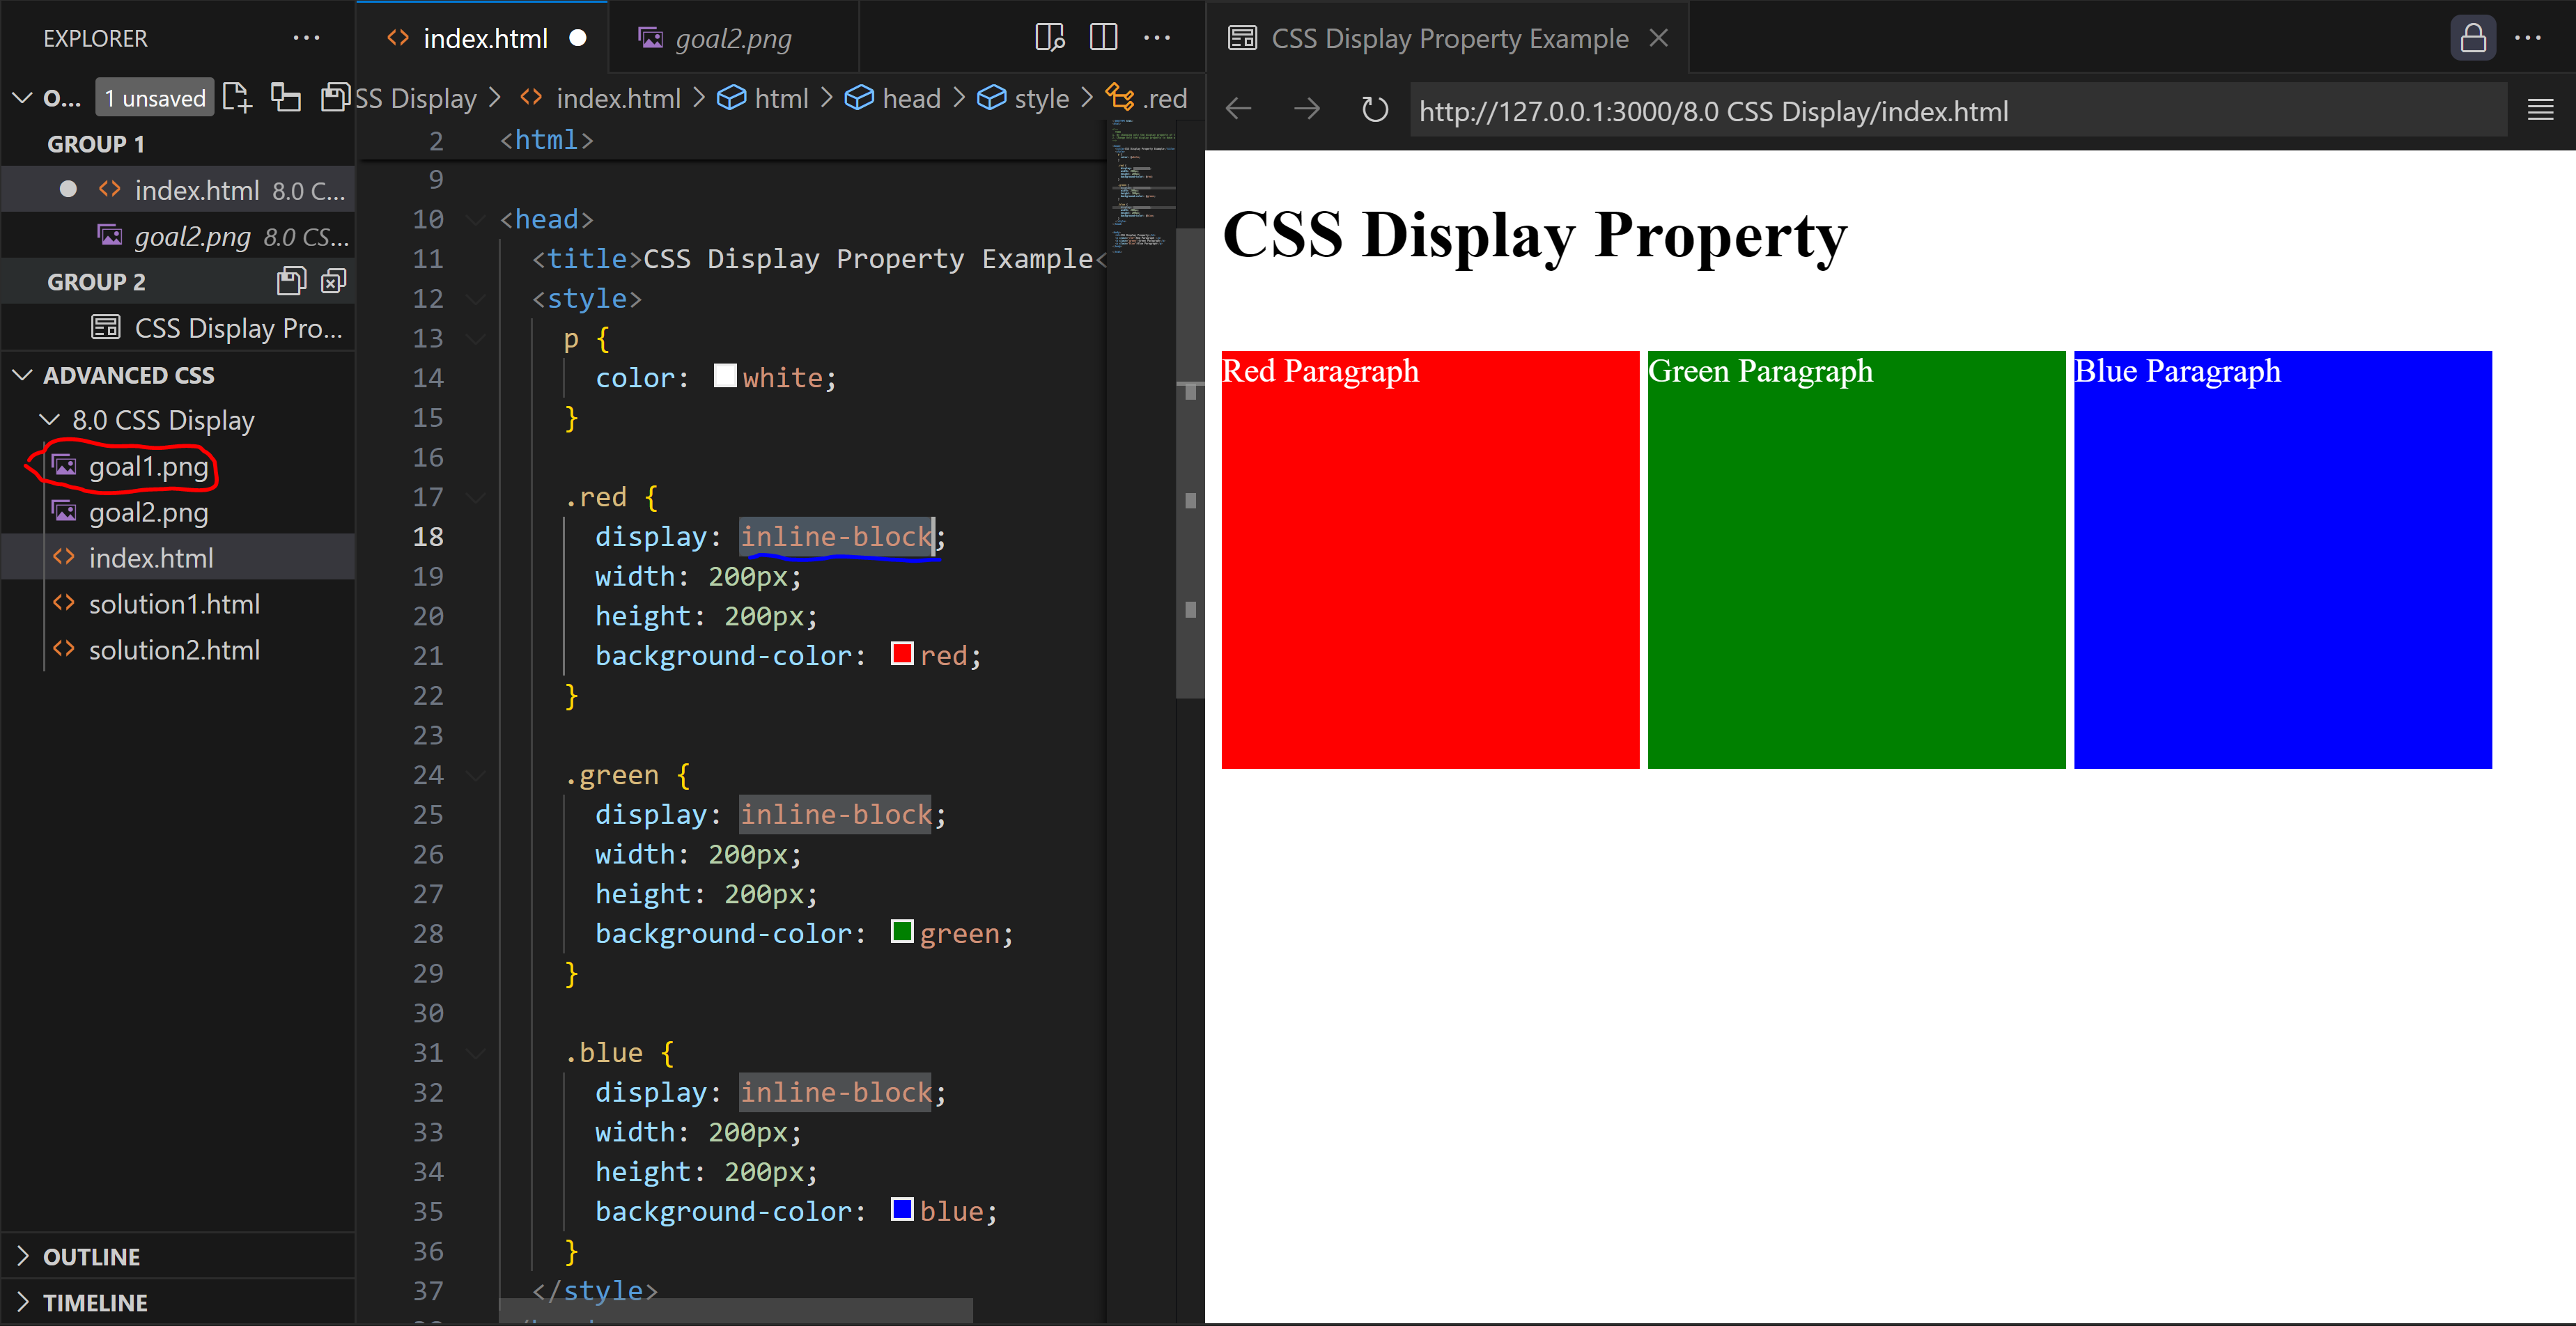 EXPLORER
O... 1 unsaved
GROUP 1
index.html 8.0 C...
goal2.png 8.0 CS...
GROUP 2
CSS Display Pro...
ADVANCED CSS
8.0 CSS Display
goal1.png
goal2.png
index.html
solution1.html
solution2.html
OUTLINE
TIMELINE
index.html
goal2.png
SS Display > index.html > html > head > style > .red
2 <html>
9
10 <head>
11 <title>CSS Display Property Example<
12 <style>
13 p {
14 color: white;
15 }
16
17 .red {
18 display: inline-block;
19 width: 200px;
20 height: 200px;
21 background-color: red;
22 }
23
24 .green {
25 display: inline-block;
26 width: 200px;
27 height: 200px;
28 background-color: green;
29 }
30
31 .blue {
32 display: inline-block;
33 width: 200px;
34 height: 200px;
35 background-color: blue;
36 }
37 </style>
CSS Display Property Example
http://127.0.0.1:3000/8.0 CSS Display/index.html
CSS Display Property
Red Paragraph
Green Paragraph
Blue Paragraph